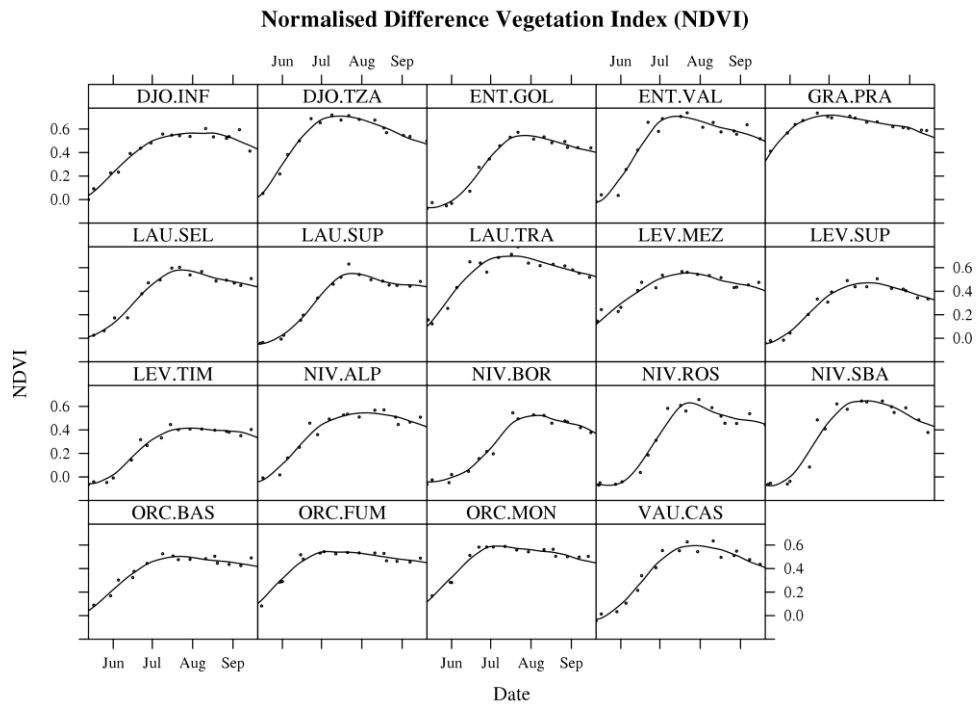 Normalised Difference Vegetation Index (NDVI)
Jun Jul Aug Sep Jun Jul Aug Sep
DJO.INF DJO.TZA ENT.GOL ENT.VAL GRA.PRA
0.6
0.4
0.2
0.0
LAU.SEL LAU.SUP LAU.TRA LEV.MEZ LEV.SUP
0.6
0.4
0.2
0.0
LEV.TIM NIV.ALP NIV.BOR NIV.ROS NIV.SBA
0.6
0.4
0.2
0.0
ORC.BAS ORC.FUM ORC.MON VAU.CAS
0.6
0.4
0.2
0.0
Jun Jul Aug Sep Jun Jul Aug Sep
NDVI
Date